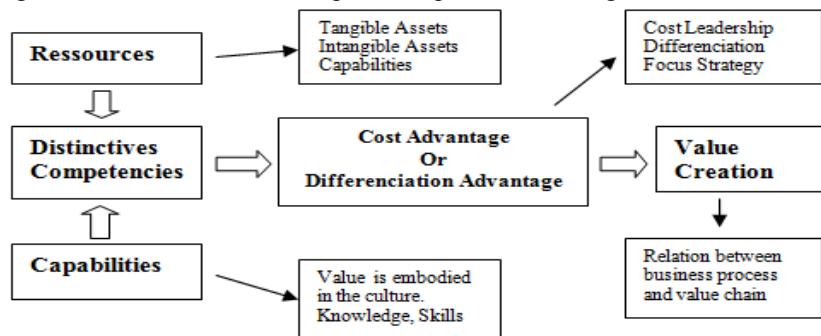 Ressources
Tangible Assets
Intangible Assets
Capabilities
Cost Leadership
Differenciation
Focus Strategy
Distinctives
Competencies
Cost Advantage
Or
Differenciation Advantage
Value
Creation
Capabilities
Value is embodied
in the culture.
Knowledge, Skills
Relation between
business process
and value chain